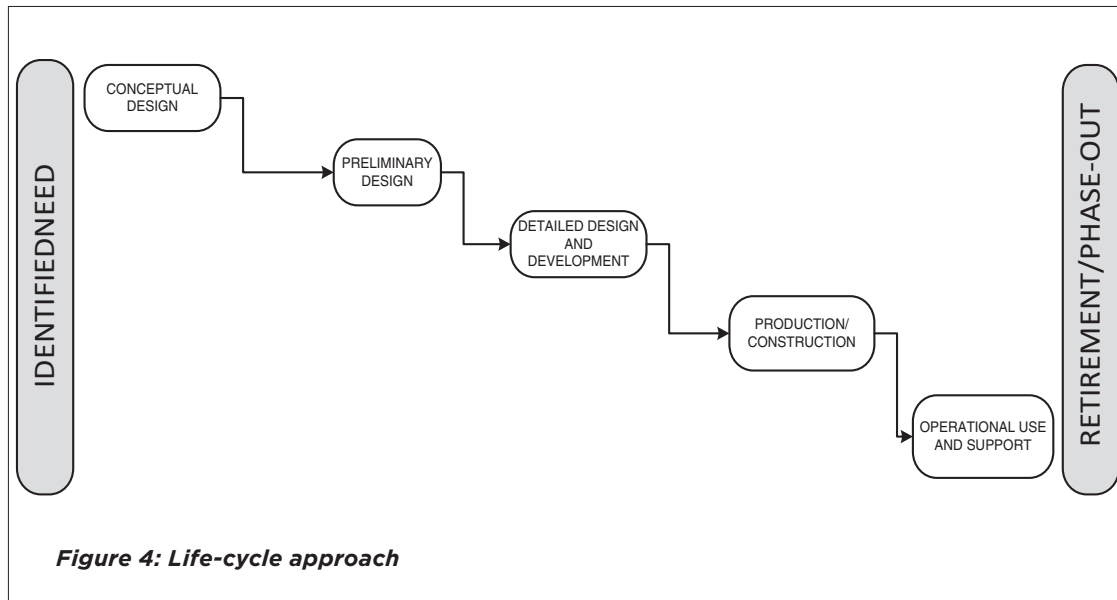 IDENTIFIEDNEED
CONCEPTUAL
DESIGN
PRELIMINARY
DESIGN
DETAILED DESIGN
AND
DEVELOPMENT
PRODUCTION/
CONSTRUCTION
OPERATIONAL USE
AND SUPPORT
RETIREMENT/PHASE-OUT
Figure 4: Life-cycle approach